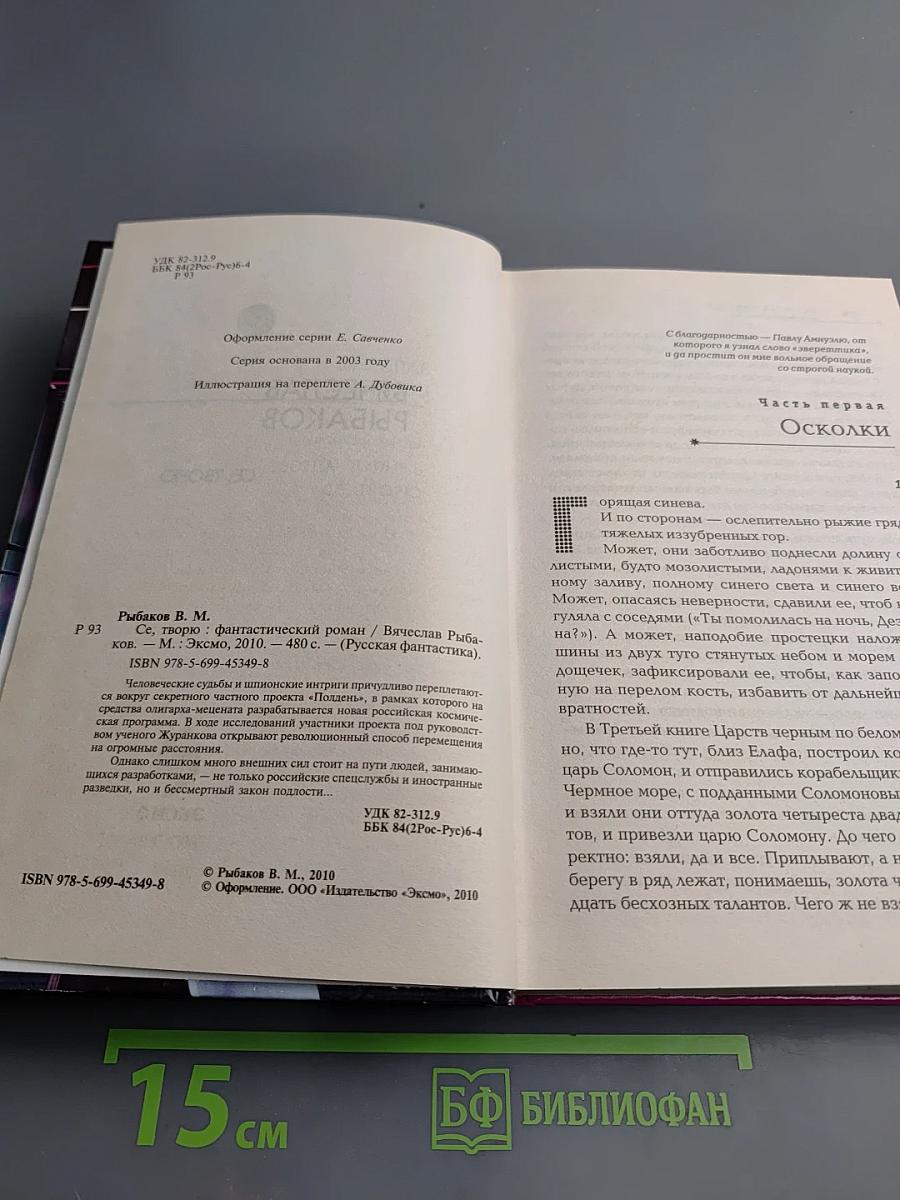 УДК 82-312.9
ББК 84(2Рос-Рус)6-4
Р 93
Оформление серии Е. Савченко
Серия основана в 2003 году
Иллюстрация на переплете А. Дубовика
Рыбаков В. М.
Р 93 Се, творю : фантастический роман / Вячеслав Рыба-
ков. — М. : Эксмо, 2010. — 480 с. — (Русская фантастика).
ISBN 978-5-699-45349-8
Человеческие судьбы и шпионские интриги причудливо переплетают-
ся вокруг секретного частного проекта «Полдень», в рамках которого на
средства олигарха-мецената разрабатывается новая российская космиче-
ская программа. В ходе исследований участники проекта под руководст-
вом ученого Журанкова открывают революционный способ перемещения
на огромные расстояния.
Однако слишком много внешних сил стоит на пути людей, занимаю-
щихся разработками, — не только российские спецслужбы и иностранные
разведки, но и бессмертный закон подлости...
УДК 82-312.9
ББК 84(2Рос-Рус)6-4
© Рыбаков В. М., 2010
ISBN 978-5-699-45349-8 © Оформление. ООО «Издательство «Эксмо», 2010
С благодарностью — Павлу Амнуэлю, от
которого я узнал слово «эвереттика»,
и да простит он мне вольное обращение
со строгой наукой.
Часть первая
Осколки
1
Горящая синева.
И по сторонам — ослепительно рыжие гряд
тяжелых иззубренных гор.
Может, они заботливо поднесли долину с
листыми, будто мозолистыми, ладонями к живит
ному заливу, полному синего света и синего ве
Может, опасаясь неверности, сдавили ее, чтоб н
гуляла с соседями («Ты помолилась на ночь, Дез
на?»). А может, наподобие простецки налож
шины из двух туго стянутых небом и морем
дощечек, зафиксировали ее, чтобы, как запо
ную на перелом кость, избавить от дальнейш
вратностей.
В Третьей книге Царств черным по белом
но, что где-то тут, близ Елафа, построил ко
царь Соломон, и отправились корабельщик
Чермное море, с подданными Соломоновы
и взяли они оттуда золота четыреста двад
тов, и привезли царю Соломону. До чего
ректно: взяли, да и все. Приплывают, а н
берегу в ряд лежат, понимаешь, золота ч
дцать бесхозных талантов. Чего ж не вз
15 см
БФ БИБЛИОФАН